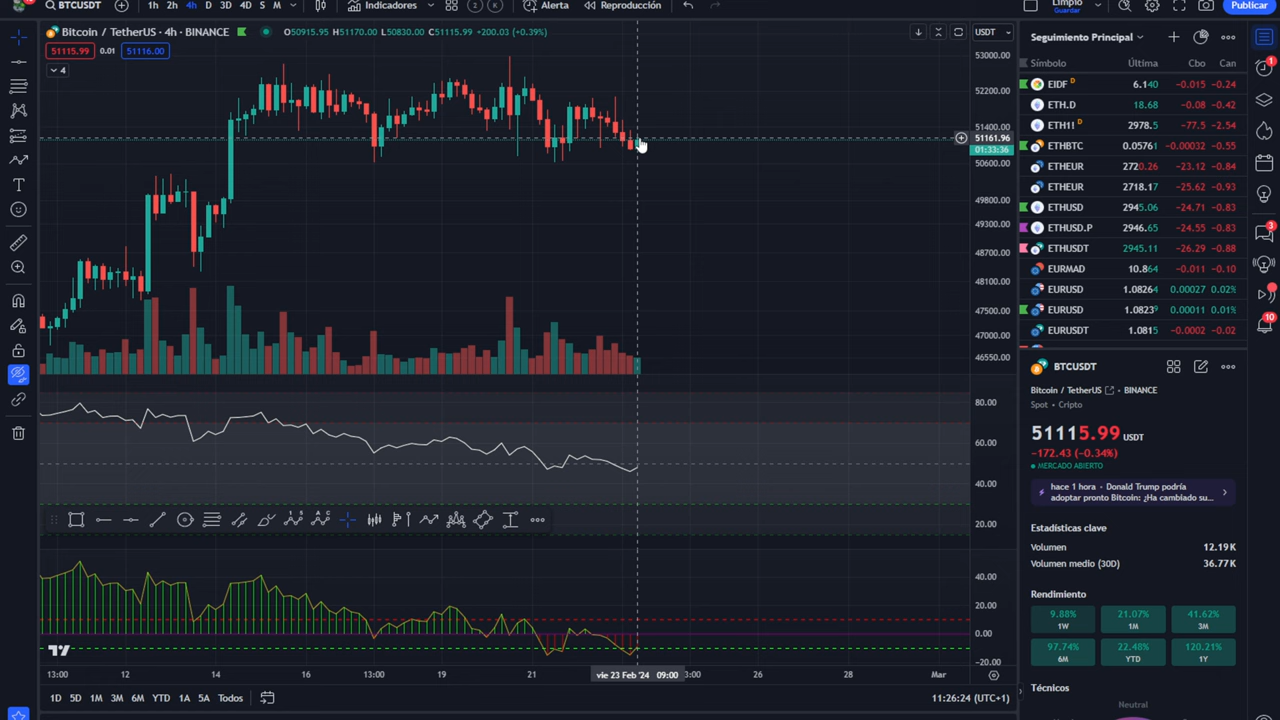 BTCUSDT
1h 2h 4h D 3D 4D S M
Indicadores
2 K
Alerta
Reproducción
Limpio
Guardar
Publicar
Bitcoin / TetherUS · 4h · BINANCE
O50915.95 H51170.00 L50830.00 C51115.99 +200.03 (+0.39%)
51115.99 0.01 51116.00
4
USDT
53000.00
52200.00
51400.00
51161.96
01:33:36
50600.00
49800.00
49300.00
48700.00
48100.00
47500.00
47000.00
46550.00
80.00
60.00
40.00
20.00
40.00
20.00
0.00
-20.00
13:00 12 14 16 13:00 19 21 vie 23 Feb '24 09:00 3:00 26 28 Mar
1D 5D 1M 3M 6M YTD 1A 5A Todos
11:26:24 (UTC+1)
Seguimiento Principal
Símbolo Última Cbo Can
EIDF D 6.140 -0.015 -0.24
ETH.D 18.68 -0.08 -0.42
ETH1! D 2978.5 -77.5 -2.54
ETHBTC 0.05761 -0.00032 -0.55
ETHEUR 2720.26 -23.12 -0.84
ETHEUR 2718.17 -25.62 -0.93
ETHUSD 2945.06 -24.71 -0.83
ETHUSD.P 2946.65 -24.55 -0.83
ETHUSDT 2945.11 -26.29 -0.88
EURMAD 10.864 -0.011 -0.10
EURUSD 1.08264 0.00027 0.02%
EURUSD 1.08239 0.00011 0.01%
EURUSDT 1.0815 -0.0002 -0.02
BTCUSDT
Bitcoin / TetherUS BINANCE
Spot • Cripto
51115.99 USDT
-172.43 (-0.34%)
MERCADO ABIERTO
hace 1 hora · Donald Trump podría
adoptar pronto Bitcoin: ¿Ha cambiado su...
Estadísticas clave
Volumen 12.19K
Volumen medio (30D) 36.77K
Rendimiento
9.88% 21.07% 41.62%
1W 1M 3M
97.74% 22.48% 120.21%
6M YTD 1Y
Técnicos
Neutral
1
3
10